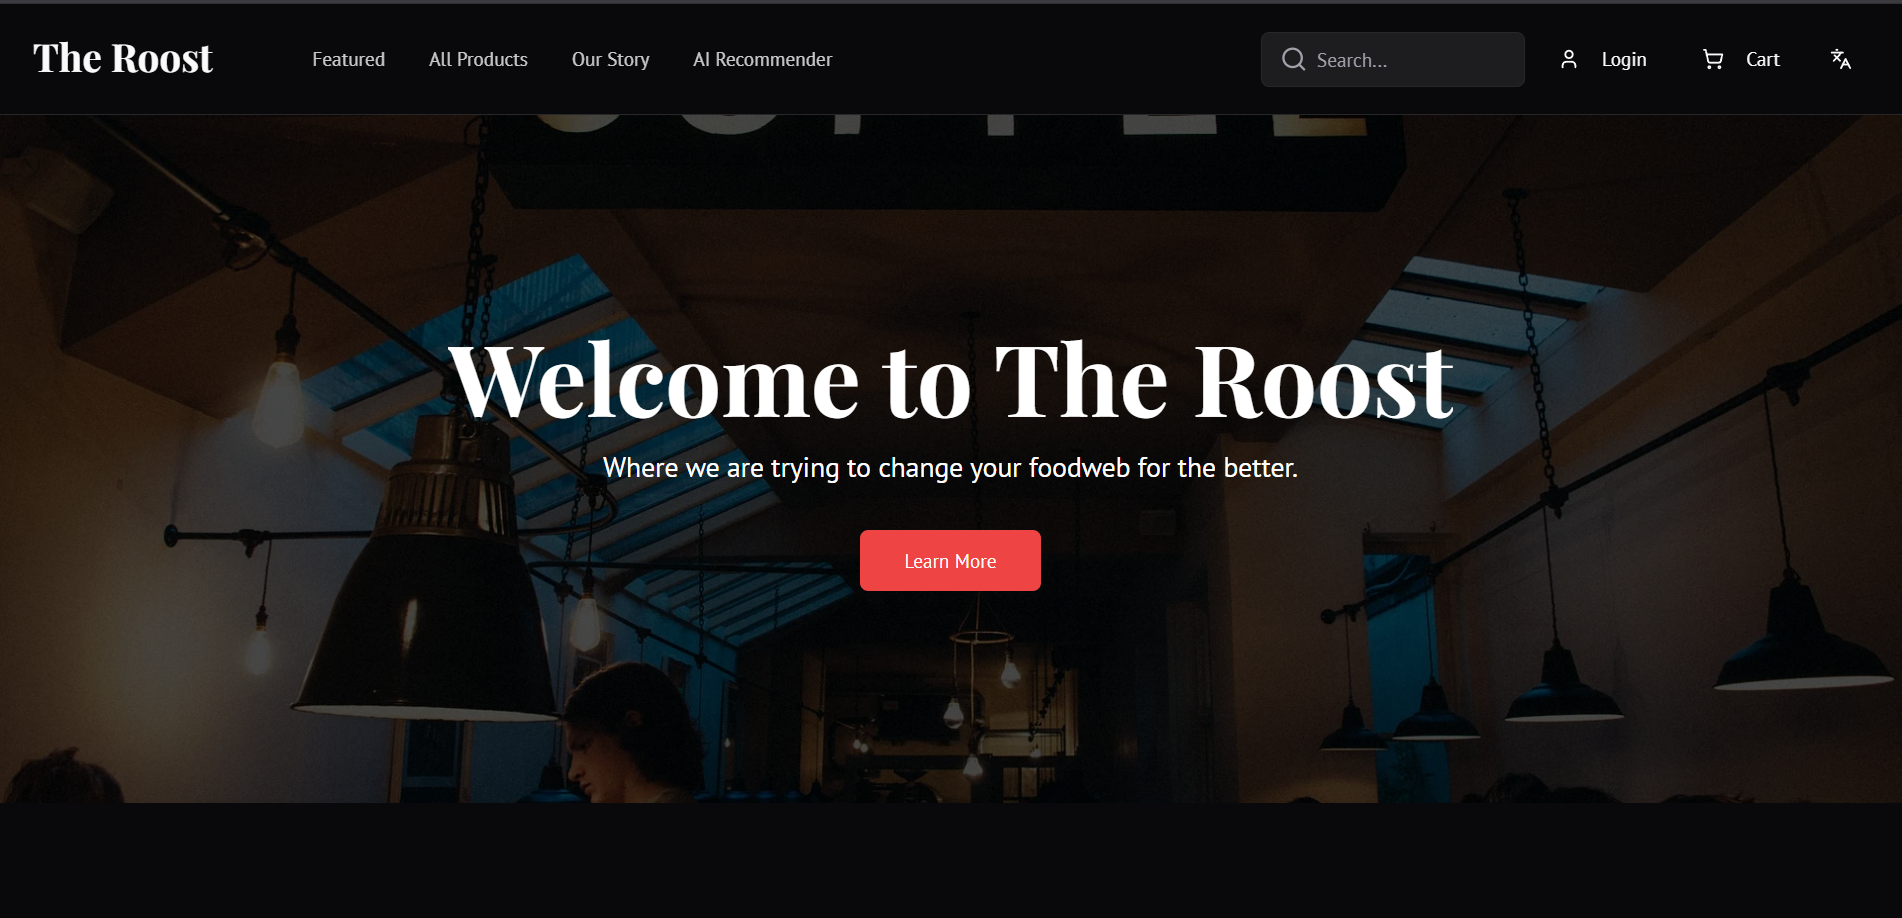 The Roost
Featured
All Products
Our Story
AI Recommender
Search...
Login
Cart
Welcome to The Roost
Where we are trying to change your foodweb for the better.
Learn More